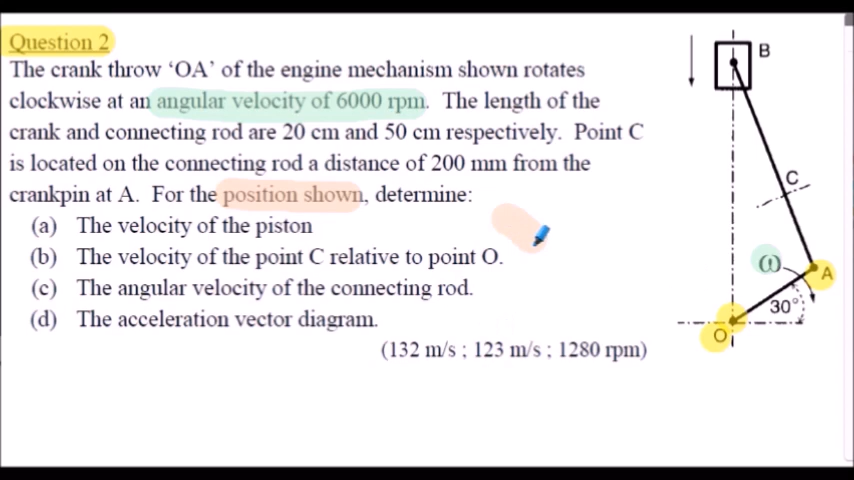 Question 2
The crank throw ‘OA’ of the engine mechanism shown rotates
clockwise at an angular velocity of 6000 rpm. The length of the
crank and connecting rod are 20 cm and 50 cm respectively. Point C
is located on the connecting rod a distance of 200 mm from the
crankpin at A. For the position shown, determine:
(a) The velocity of the piston
(b) The velocity of the point C relative to point O.
(c) The angular velocity of the connecting rod.
(d) The acceleration vector diagram.
(132 m/s ; 123 m/s ; 1280 rpm)
B
C
ω
A
30°
O